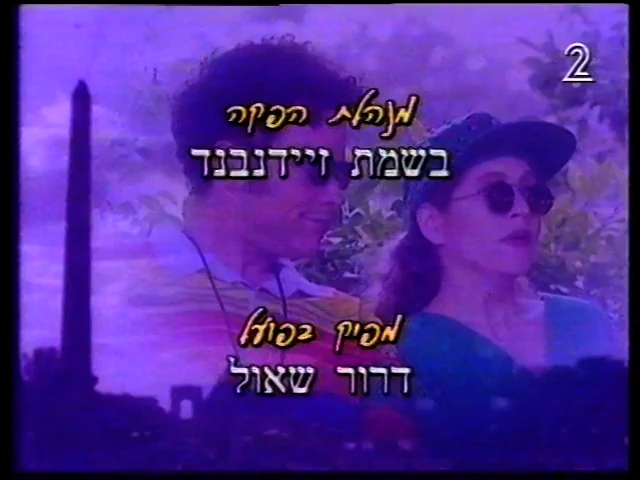 2
מנהלת הפקה
בשמת זיידנבנד
מפיק בפועל
דרור שאול